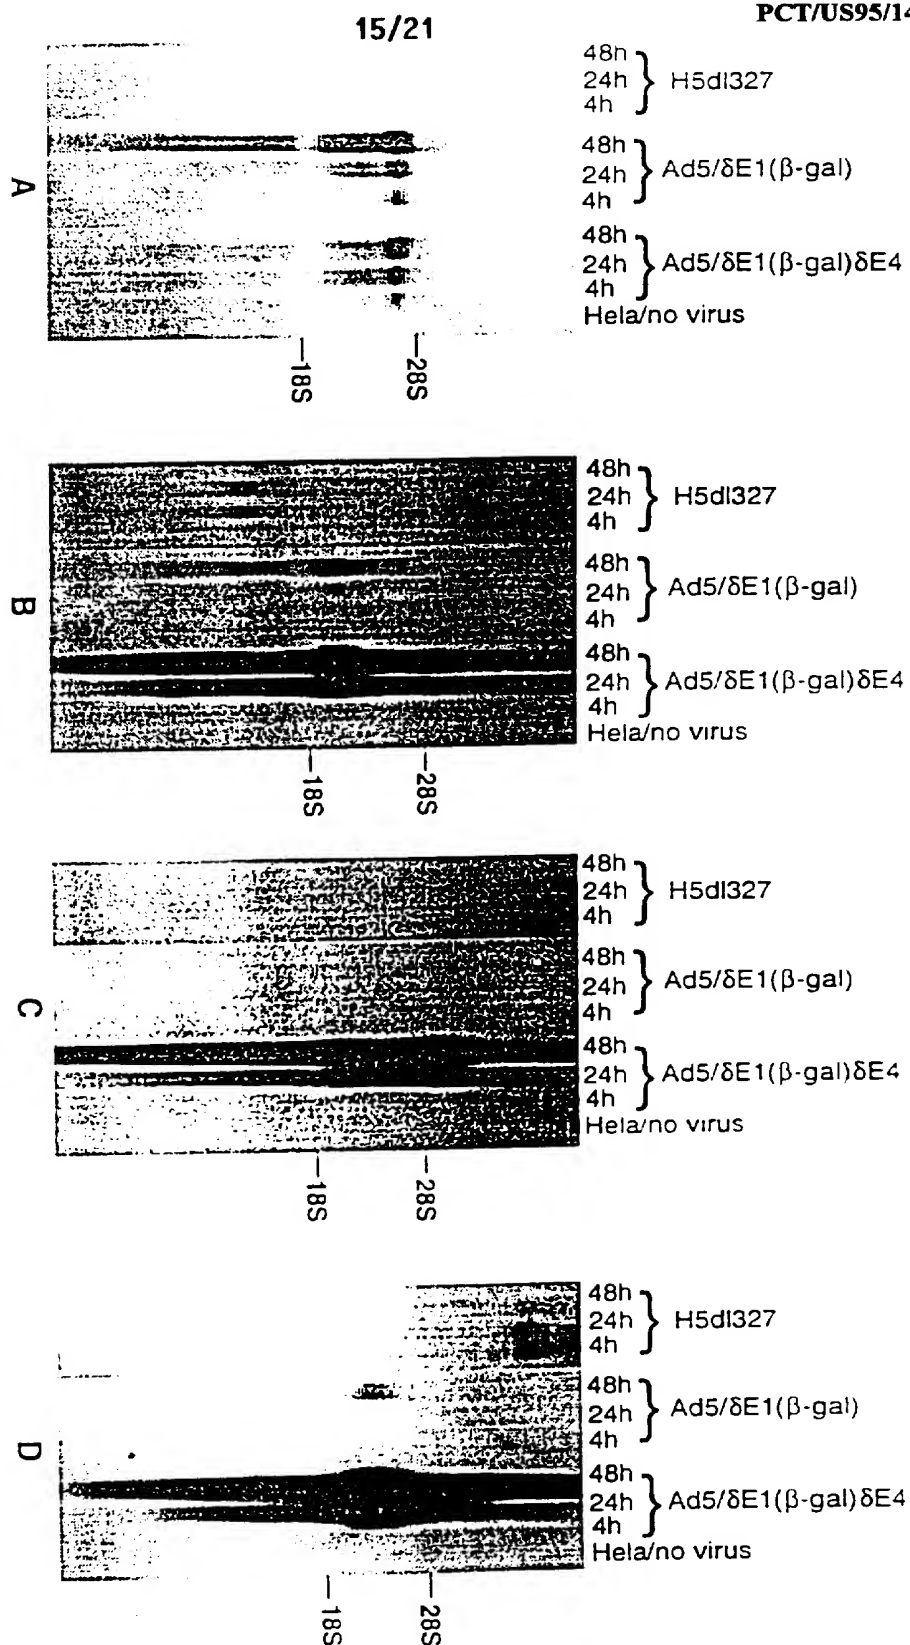 15/21
PCT/US95/14
48h
24h } H5dl327
4h
48h
24h } Ad5/δE1(β-gal)
4h
48h
24h } Ad5/δE1(β-gal)δE4
4h
Hela/no virus
A
–18S
–28S
48h
24h } H5dl327
4h
48h
24h } Ad5/δE1(β-gal)
4h
48h
24h } Ad5/δE1(β-gal)δE4
4h
Hela/no virus
B
–18S
–28S
48h
24h } H5dl327
4h
48h
24h } Ad5/δE1(β-gal)
4h
48h
24h } Ad5/δE1(β-gal)δE4
4h
Hela/no virus
C
–18S
–28S
48h
24h } H5dl327
4h
48h
24h } Ad5/δE1(β-gal)
4h
48h
24h } Ad5/δE1(β-gal)δE4
4h
Hela/no virus
D
–18S
–28S